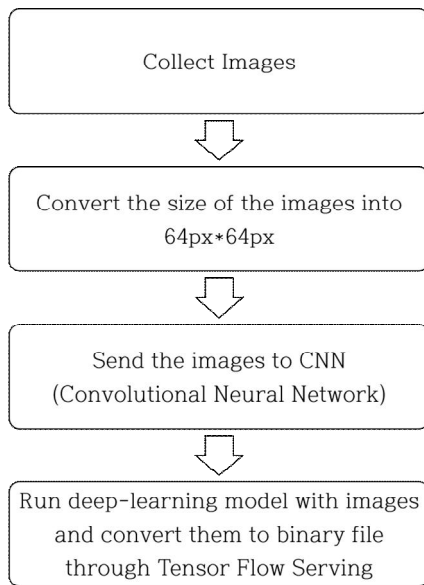 Collect Images
Convert the size of the images into
64px*64px
Send the images to CNN
(Convolutional Neural Network)
Run deep-learning model with images
and convert them to binary file
through Tensor Flow Serving